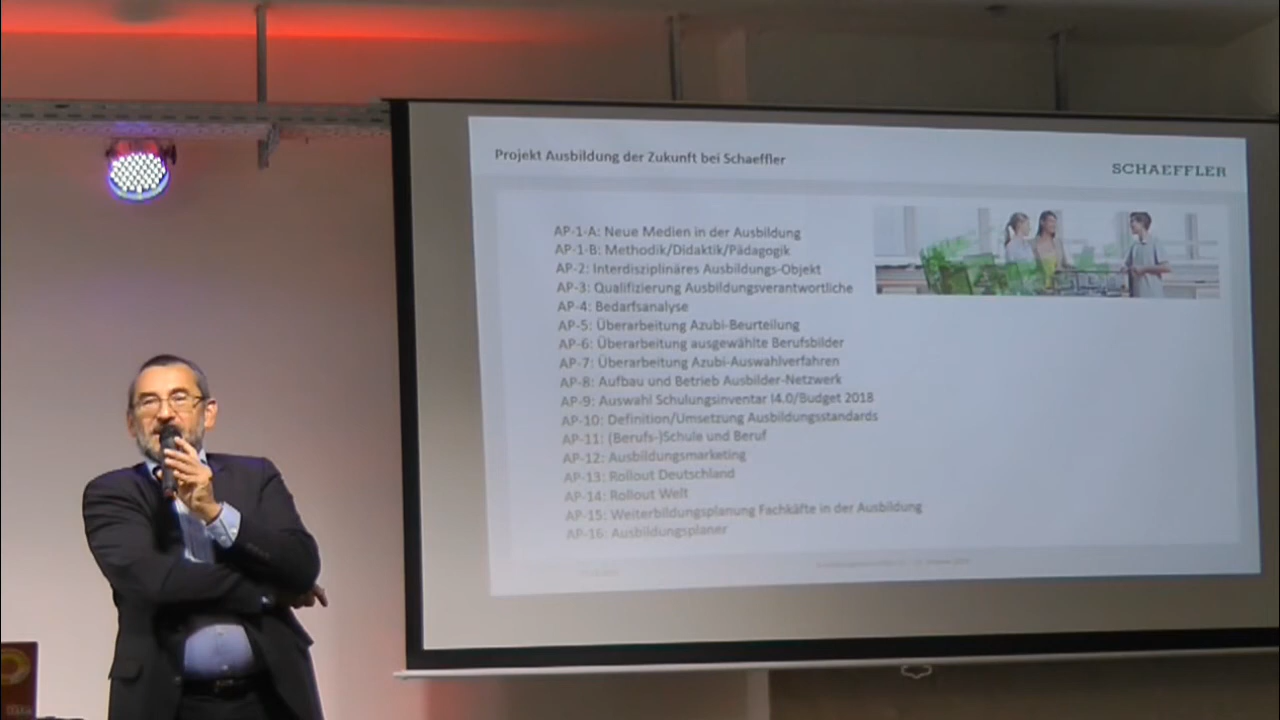 Projekt Ausbildung der Zukunft bei Schaeffler
SCHAEFFLER
AP-1-A: Neue Medien in der Ausbildung
AP-1-B: Methodik/Didaktik/Pädagogik
AP-2: Interdisziplinäres Ausbildungs-Objekt
AP-3: Qualifizierung Ausbildungsverantwortliche
AP-4: Bedarfsanalyse
AP-5: Überarbeitung Azubi-Beurteilung
AP-6: Überarbeitung ausgewählte Berufsbilder
AP-7: Überarbeitung Azubi-Auswahlverfahren
AP-8: Aufbau und Betrieb Ausbilder-Netzwerk
AP-9: Auswahl Schulungsinventar I4.0/Budget 2018
AP-10: Definition/Umsetzung Ausbildungsstandards
AP-11: (Berufs-)Schule und Beruf
AP-12: Ausbildungsmarketing
AP-13: Rollout Deutschland
AP-14: Rollout Welt
AP-15: Weiterbildungsplanung Fachkäfte in der Ausbildung
AP-16: Ausbildungsplaner